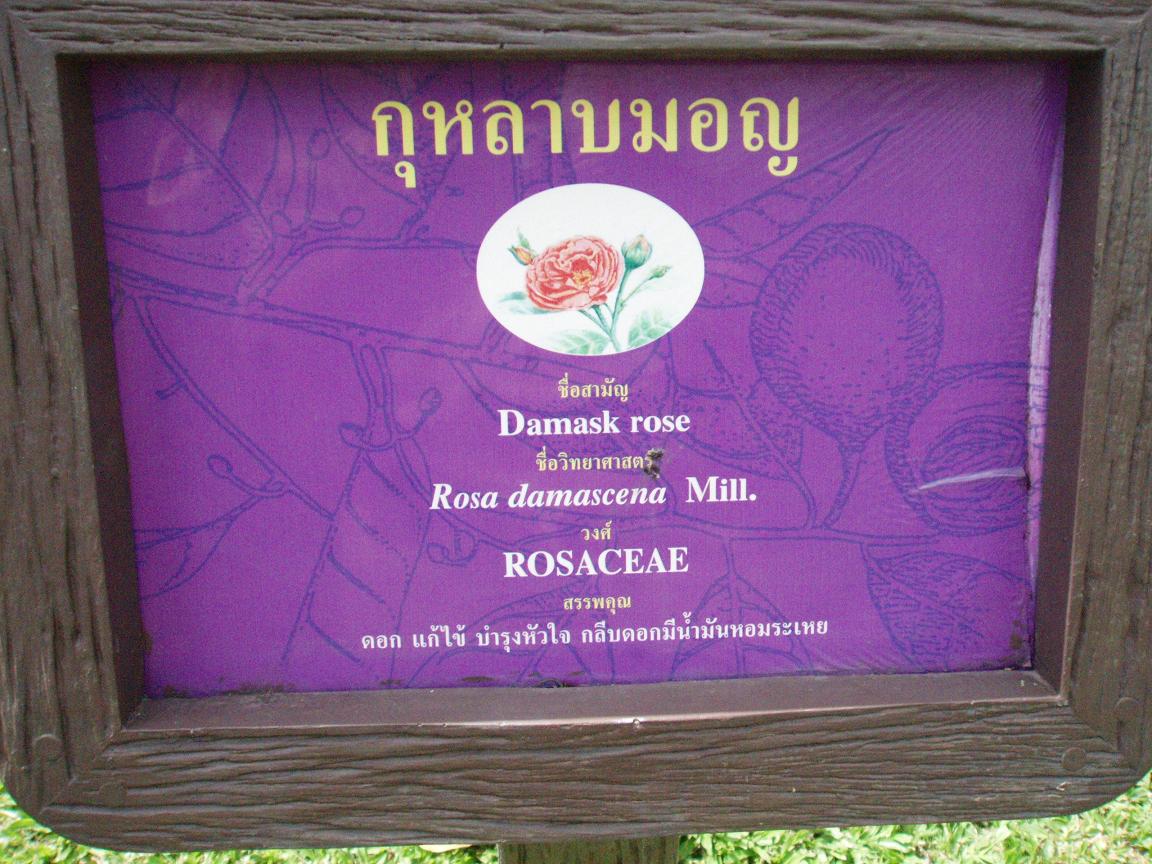 กุหลาบมอญ
ชื่อสามัญ
Damask rose
ชื่อวิทยาศาสตร์
Rosa damascena Mill.
วงศ์
ROSACEAE
สรรพคุณ
ดอก แก้ไข้ บำรุงหัวใจ กลีบดอกมีน้ำมันหอมระเหย